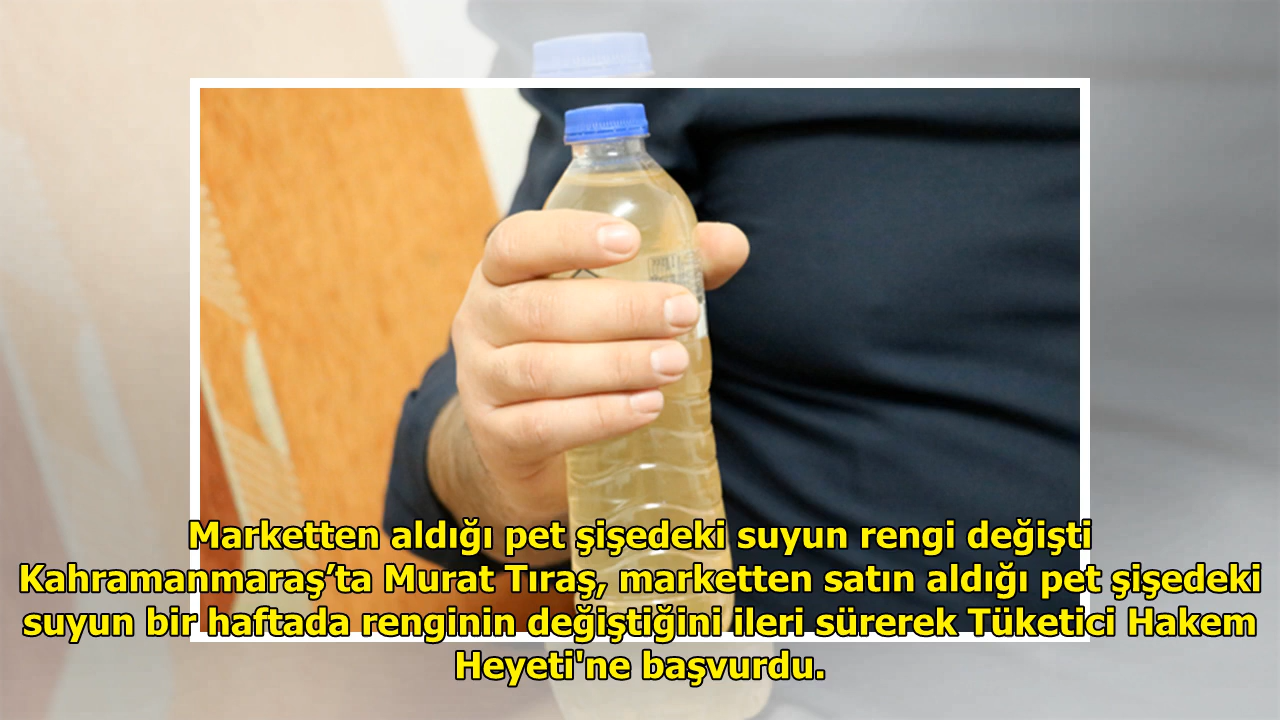 Marketten aldığı pet şişedeki suyun rengi değişti
Kahramanmaraş’ta Murat Tıraş, marketten satın aldığı pet şişedeki
suyun bir haftada renginin değiştiğini ileri sürerek Tüketici Hakem
Heyeti'ne başvurdu.